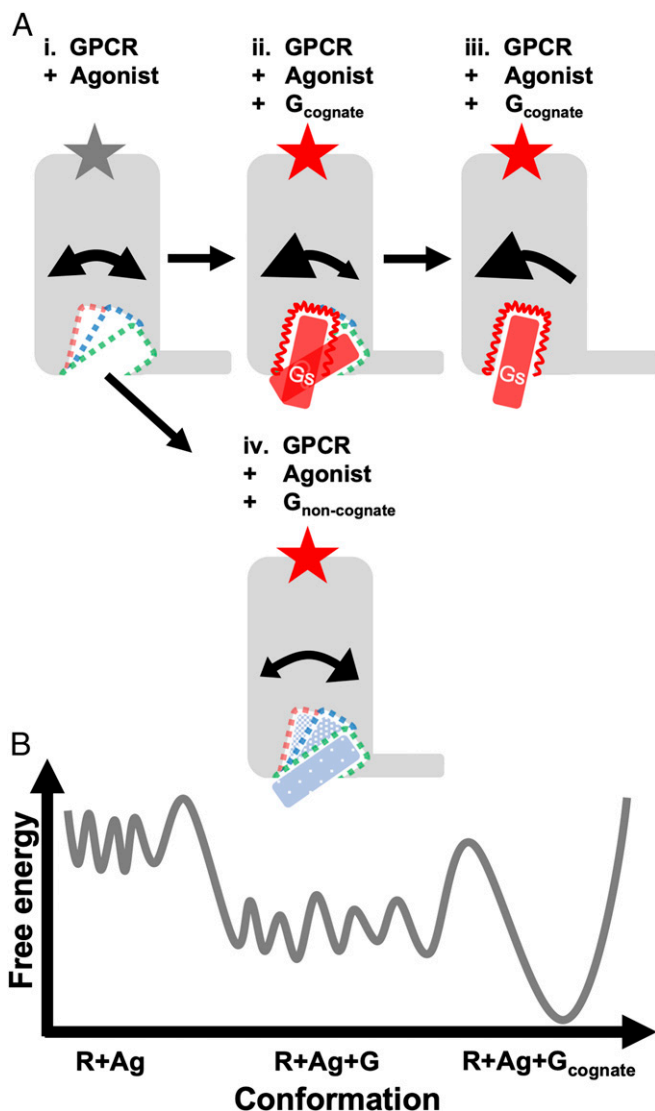 A
i. GPCR
+ Agonist
ii. GPCR
+ Agonist
+ Gcognate
iii. GPCR
+ Agonist
+ Gcognate
Gs
Gs
iv. GPCR
+ Agonist
+ Gnon-cognate
B
Free energy
R+Ag
R+Ag+G
R+Ag+Gcognate
Conformation